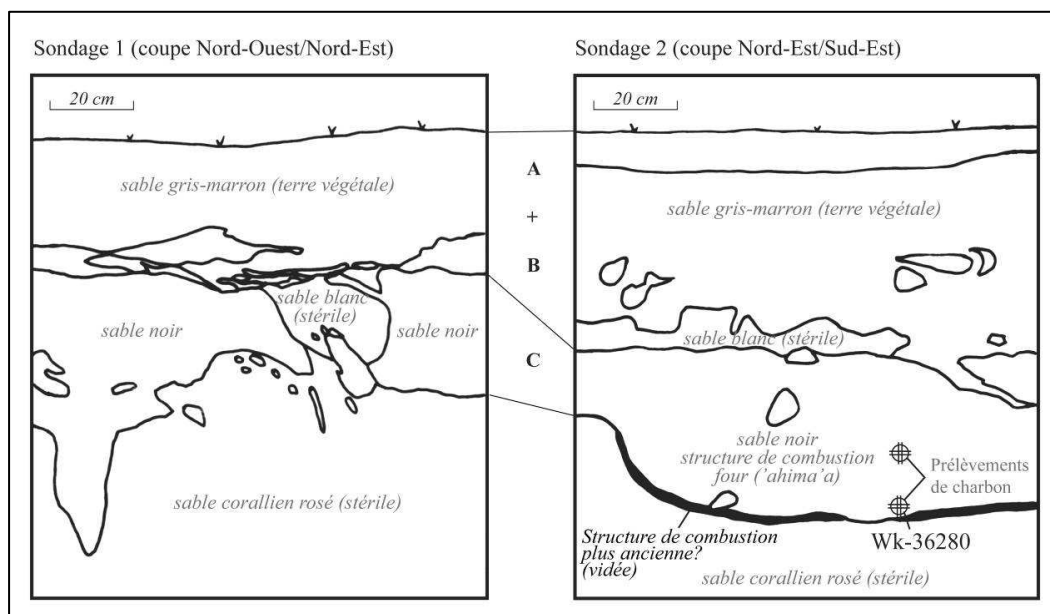 Sondage 1 (coupe Nord-Ouest/Nord-Est)
20 cm
sable gris-marron (terre végétale)
sable blanc
(stérile)
sable noir
sable noir
sable corallien rosé (stérile)
A
+
B
C
Sondage 2 (coupe Nord-Est/Sud-Est)
20 cm
sable gris-marron (terre végétale)
sable blanc (stérile)
sable noir
structure de combustion
four ('ahima'a)
Prélèvements
de charbon
Structure de combustion
plus ancienne?
(vidée)
Wk-36280
sable corallien rosé (stérile)